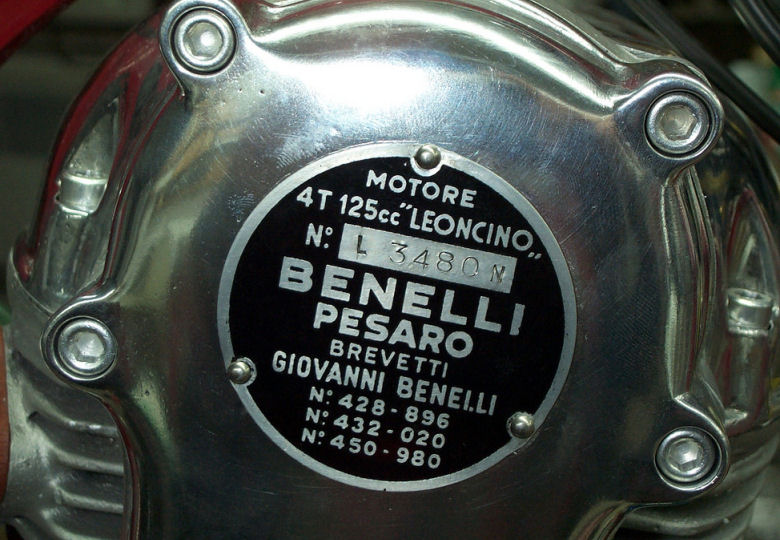 MOTORE
4T 125cc "LEONCINO"
N: L 3480 N
BENELLI
PESARO
BREVETTI
GIOVANNI BENELLI
N: 428-896
N: 432-020
N: 450-980